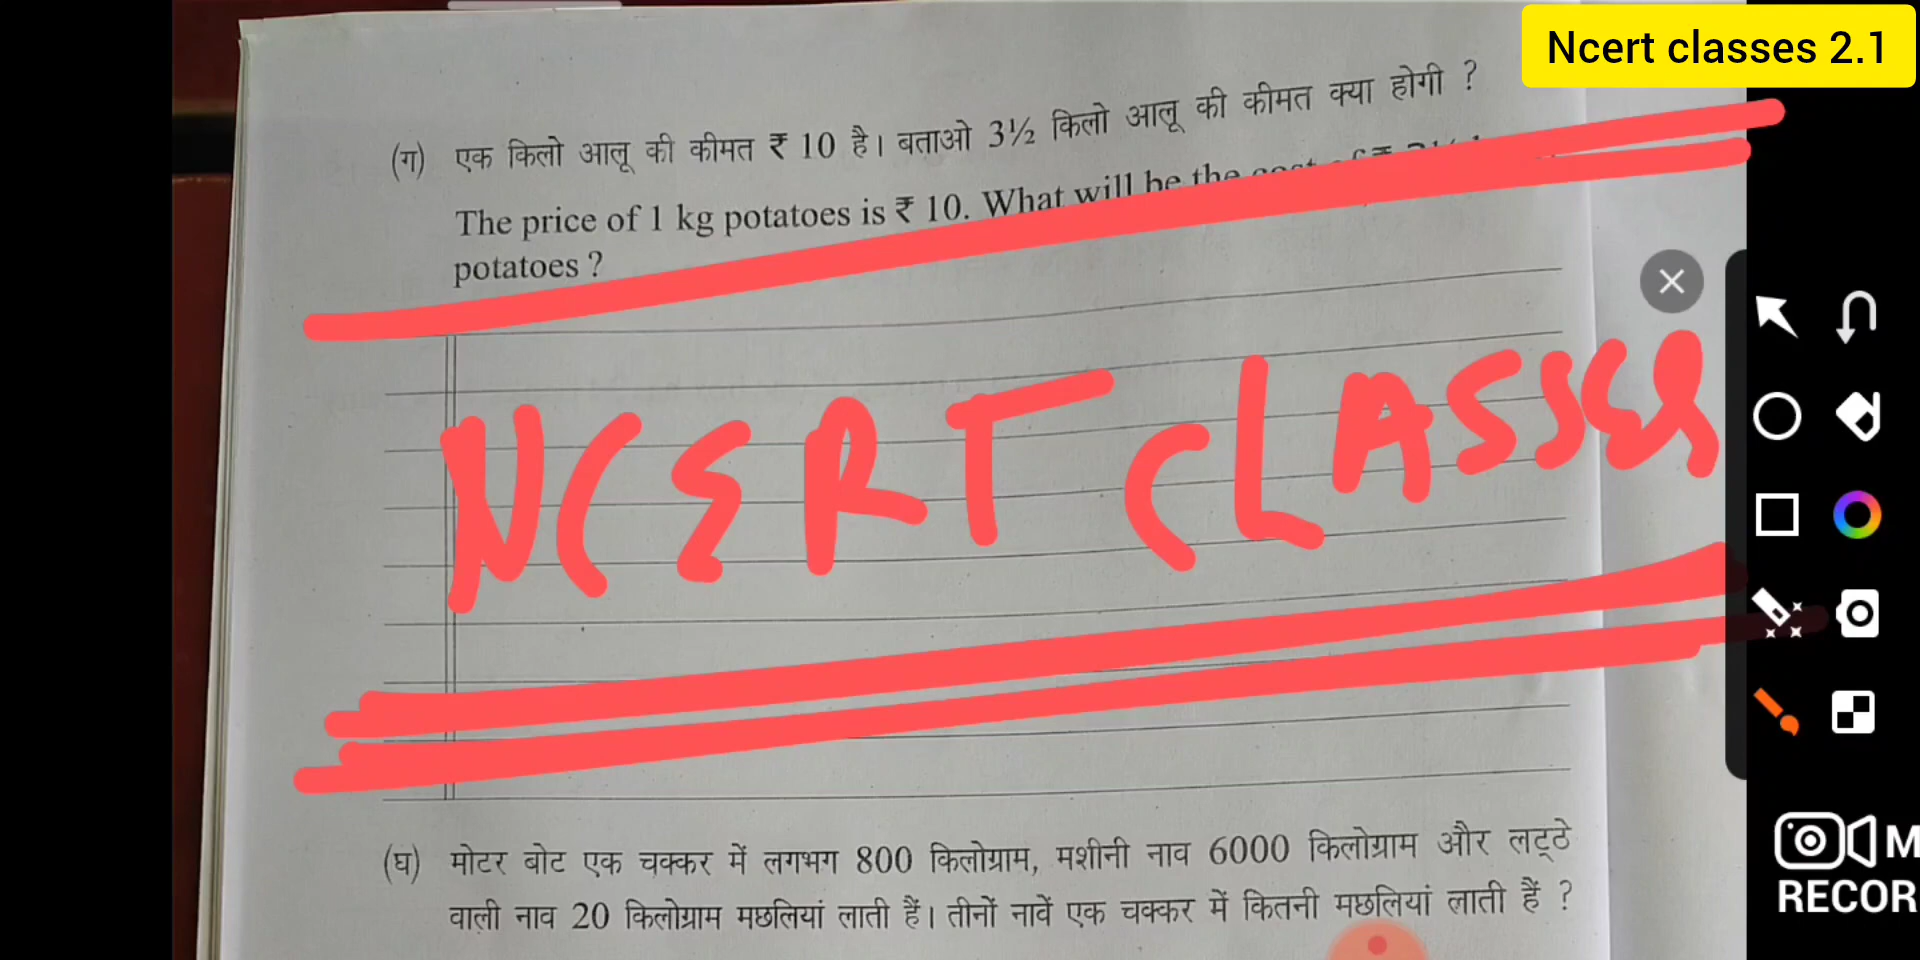 Ncert classes 2.1
(ग) एक किलो आलू की कीमत ₹ 10 है। बताओ 3½ किलो आलू की कीमत क्या होगी ?
The price of 1 kg potatoes is ₹ 10. What will be the cost of
potatoes ?
NCERT CLASSES
(घ) मोटर बोट एक चक्कर में लगभग 800 किलोग्राम, मशीनी नाव 6000 किलोग्राम और लट्ठे
वाली नाव 20 किलोग्राम मछलियां लाती हैं। तीनों नावें एक चक्कर में कितनी मछलियां लाती हैं ?
M
RECOR